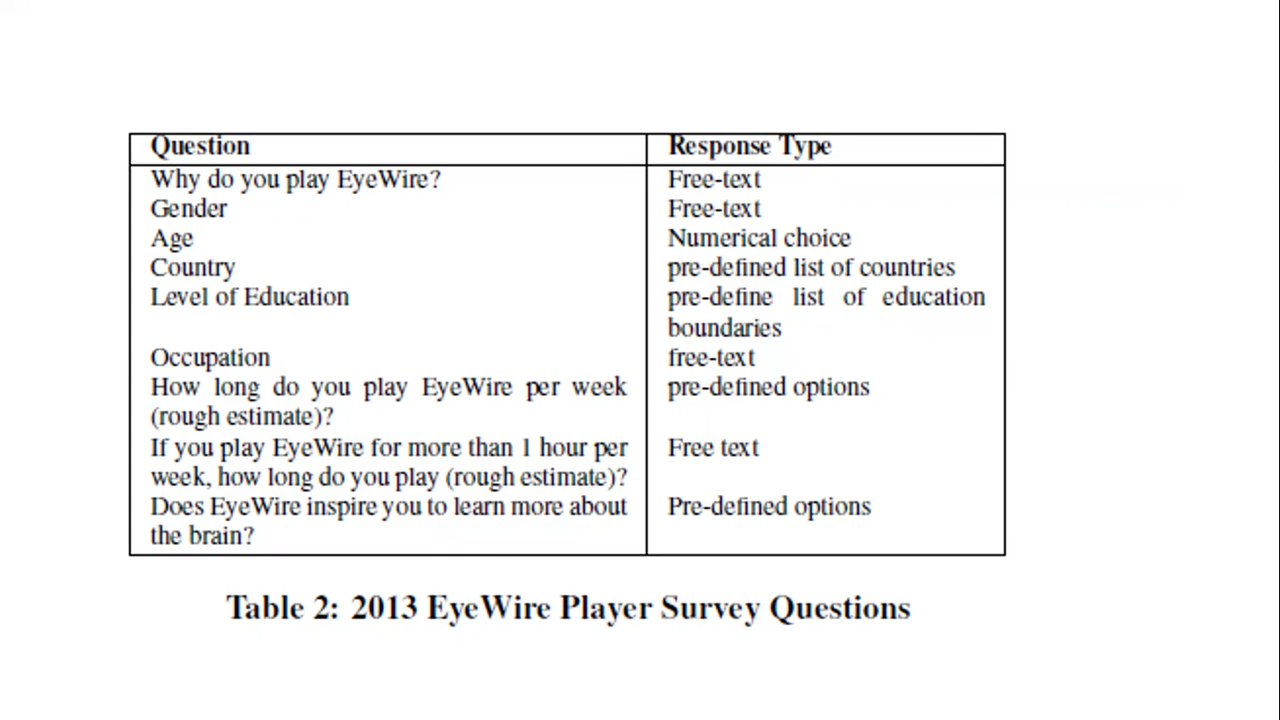 Question Response Type
Why do you play EyeWire? Free-text
Gender Free-text
Age Numerical choice
Country pre-defined list of countries
Level of Education pre-define list of education
boundaries
Occupation free-text
How long do you play EyeWire per week pre-defined options
(rough estimate)?
If you play EyeWire for more than 1 hour per Free text
week, how long do you play (rough estimate)?
Does EyeWire inspire you to learn more about Pre-defined options
the brain?
Table 2: 2013 EyeWire Player Survey Questions